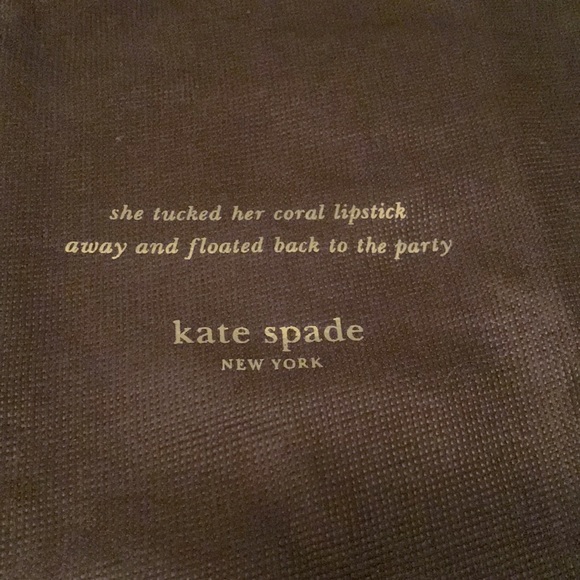 she tucked her coral lipstick
away and floated back to the party
kate spade
NEW YORK